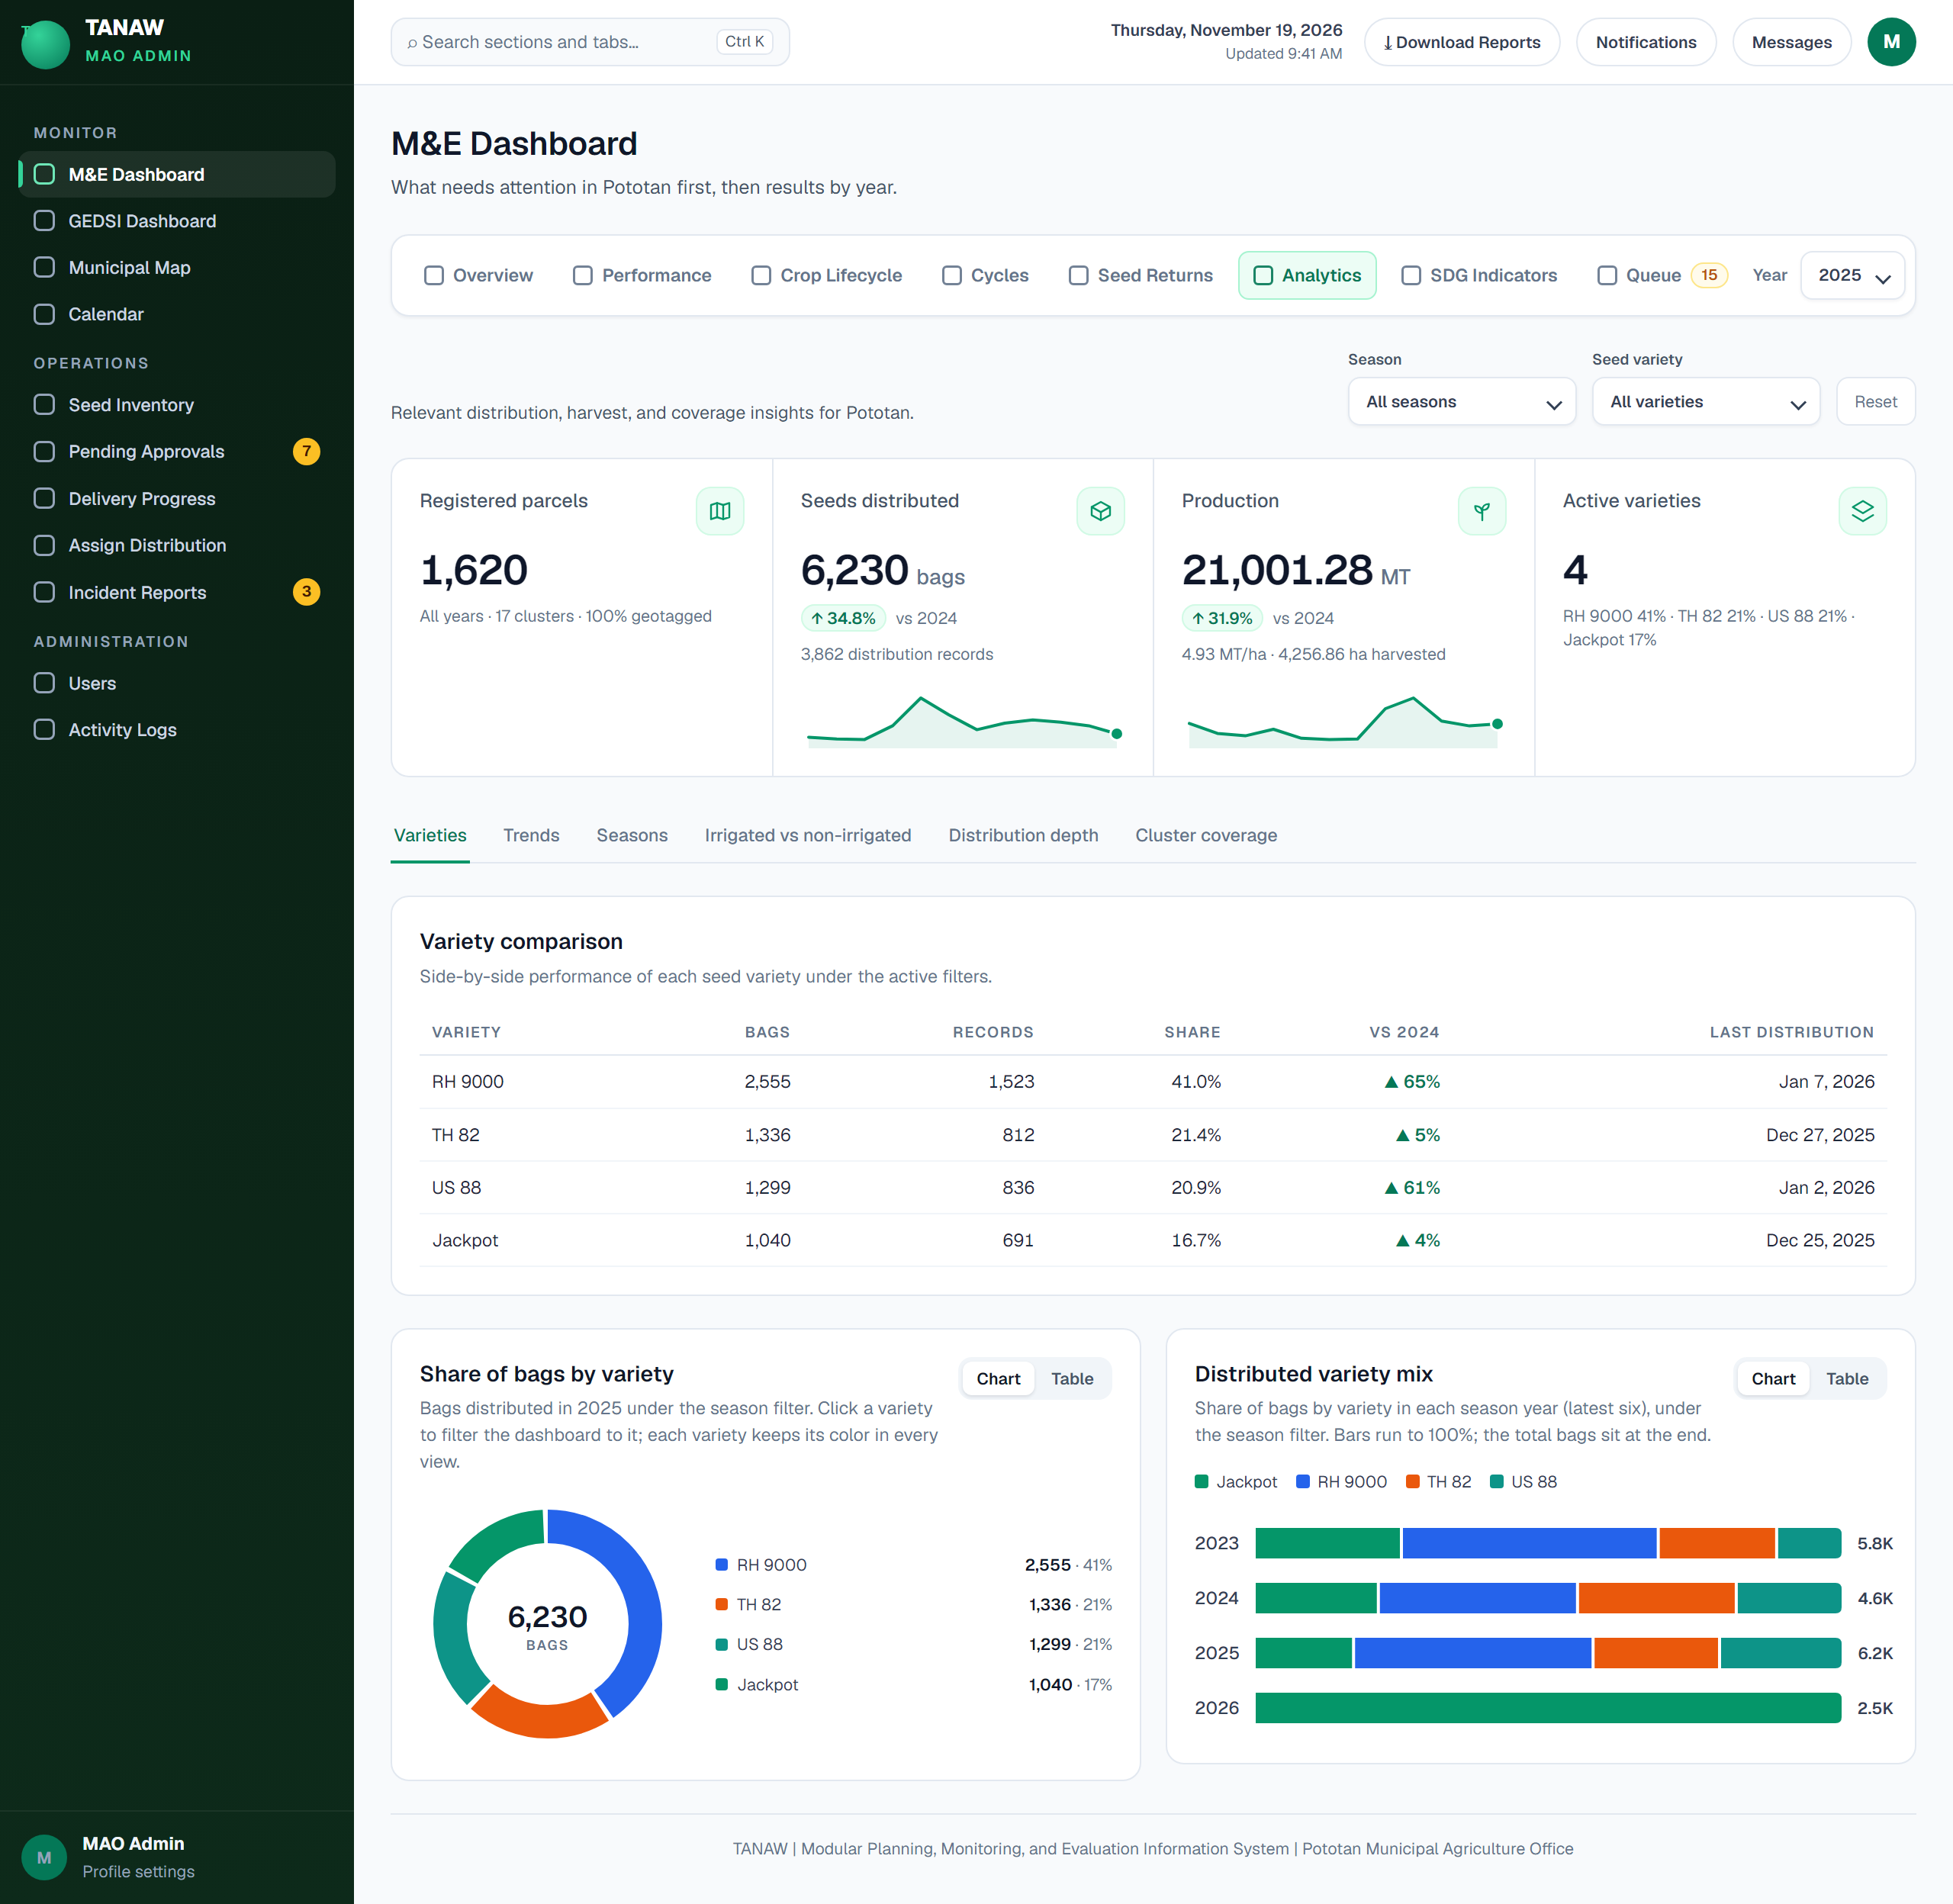 T
TANAW
MAO ADMIN
MONITOR
M&E Dashboard
GEDSI Dashboard
Municipal Map
Calendar
OPERATIONS
Seed Inventory
Pending Approvals 7
Delivery Progress
Assign Distribution
Incident Reports 3
ADMINISTRATION
Users
Activity Logs
M
MAO Admin
Profile settings
⌕ Search sections and tabs... Ctrl K
Thursday, November 19, 2026
Updated 9:41 AM
⤓ Download Reports
Notifications
Messages
M
M&E Dashboard
What needs attention in Pototan first, then results by year.
Overview Performance Crop Lifecycle Cycles Seed Returns Analytics SDG Indicators Queue 15 Year 2025
Relevant distribution, harvest, and coverage insights for Pototan.
Season
All seasons
Seed variety
All varieties
Reset
Registered parcels
1,620
All years · 17 clusters · 100% geotagged
Seeds distributed
6,230 bags
↑ 34.8% vs 2024
3,862 distribution records
Production
21,001.28 MT
↑ 31.9% vs 2024
4.93 MT/ha · 4,256.86 ha harvested
Active varieties
4
RH 9000 41% · TH 82 21% · US 88 21% ·
Jackpot 17%
Varieties Trends Seasons Irrigated vs non-irrigated Distribution depth Cluster coverage
Variety comparison
Side-by-side performance of each seed variety under the active filters.
VARIETY BAGS RECORDS SHARE VS 2024 LAST DISTRIBUTION
RH 9000 2,555 1,523 41.0% ▲ 65% Jan 7, 2026
TH 82 1,336 812 21.4% ▲ 5% Dec 27, 2025
US 88 1,299 836 20.9% ▲ 61% Jan 2, 2026
Jackpot 1,040 691 16.7% ▲ 4% Dec 25, 2025
Share of bags by variety
Chart Table
Bags distributed in 2025 under the season filter. Click a variety
to filter the dashboard to it; each variety keeps its color in every
view.
6,230
BAGS
RH 9000 2,555 · 41%
TH 82 1,336 · 21%
US 88 1,299 · 21%
Jackpot 1,040 · 17%
Distributed variety mix
Chart Table
Share of bags by variety in each season year (latest six), under
the season filter. Bars run to 100%; the total bags sit at the end.
Jackpot RH 9000 TH 82 US 88
2023 5.8K
2024 4.6K
2025 6.2K
2026 2.5K
TANAW | Modular Planning, Monitoring, and Evaluation Information System | Pototan Municipal Agriculture Office